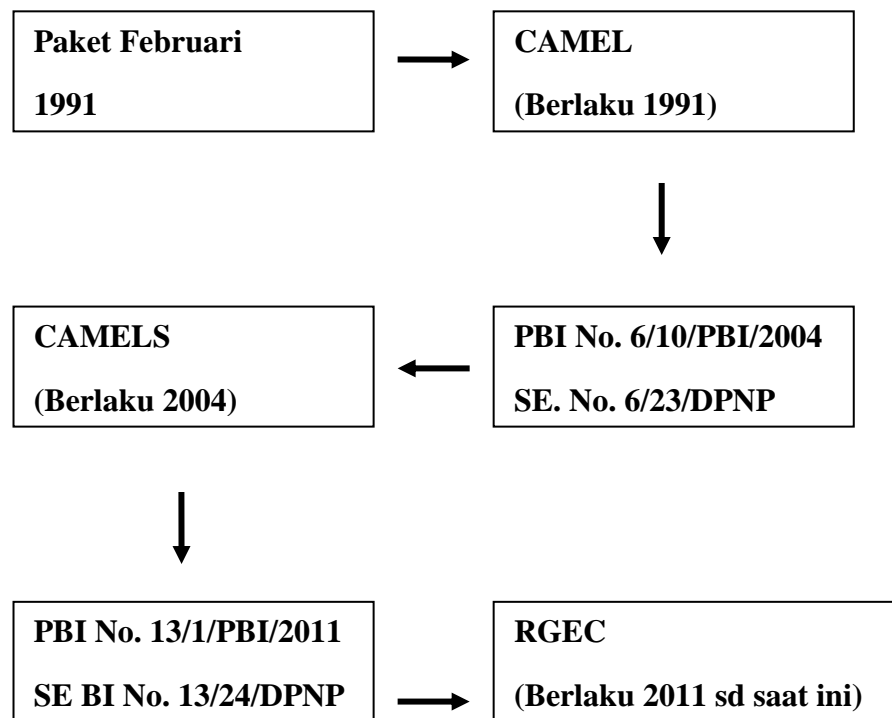 Paket Februari
1991
CAMEL
(Berlaku 1991)
CAMELS
(Berlaku 2004)
PBI No. 6/10/PBI/2004
SE. No. 6/23/DPNP
PBI No. 13/1/PBI/2011
SE BI No. 13/24/DPNP
RGEC
(Berlaku 2011 sd saat ini)